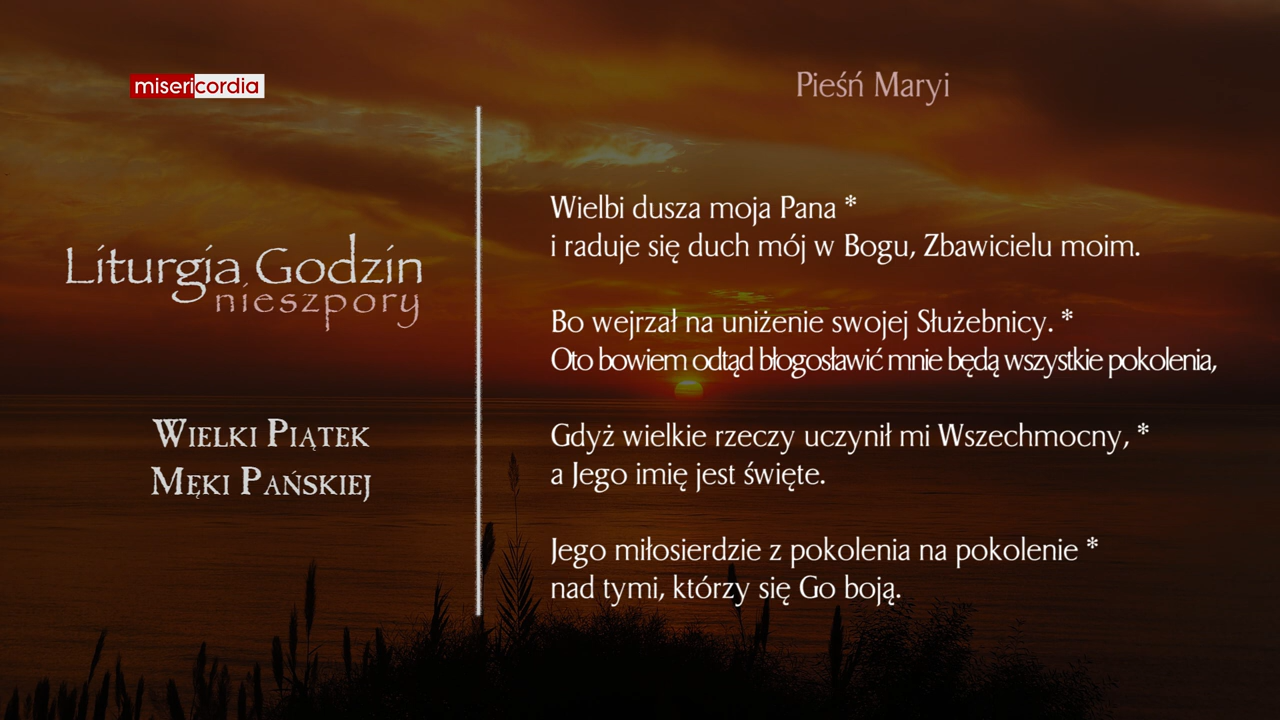 misericordia
Liturgia Godzin
nieszpory
Wielki Piątek
Męki Pańskiej
Pieśń Maryi
Wielbi dusza moja Pana *
i raduje się duch mój w Bogu, Zbawicielu moim.
Bo wejrzał na uniżenie swojej Służebnicy. *
Oto bowiem odtąd błogosławić mnie będą wszystkie pokolenia,
Gdyż wielkie rzeczy uczynił mi Wszechmocny, *
a Jego imię jest święte.
Jego miłosierdzie z pokolenia na pokolenie *
nad tymi, którzy się Go boją.